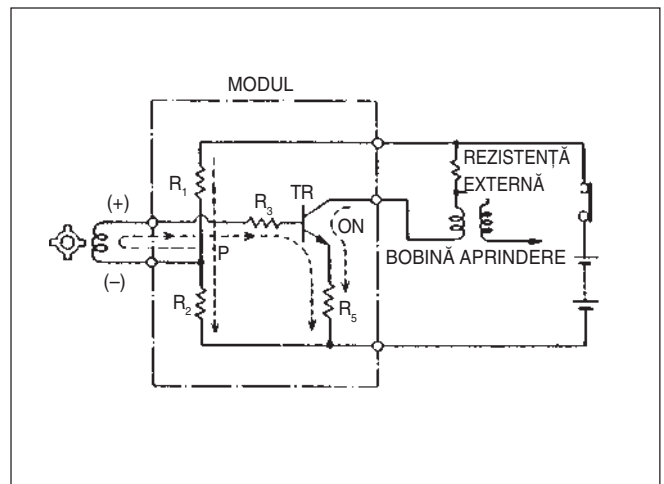 MODUL
REZISTENȚĂ
EXTERNĂ
R1
TR
(+)
R3
ON
P
BOBINĂ APRINDERE
(–)
R2
R5